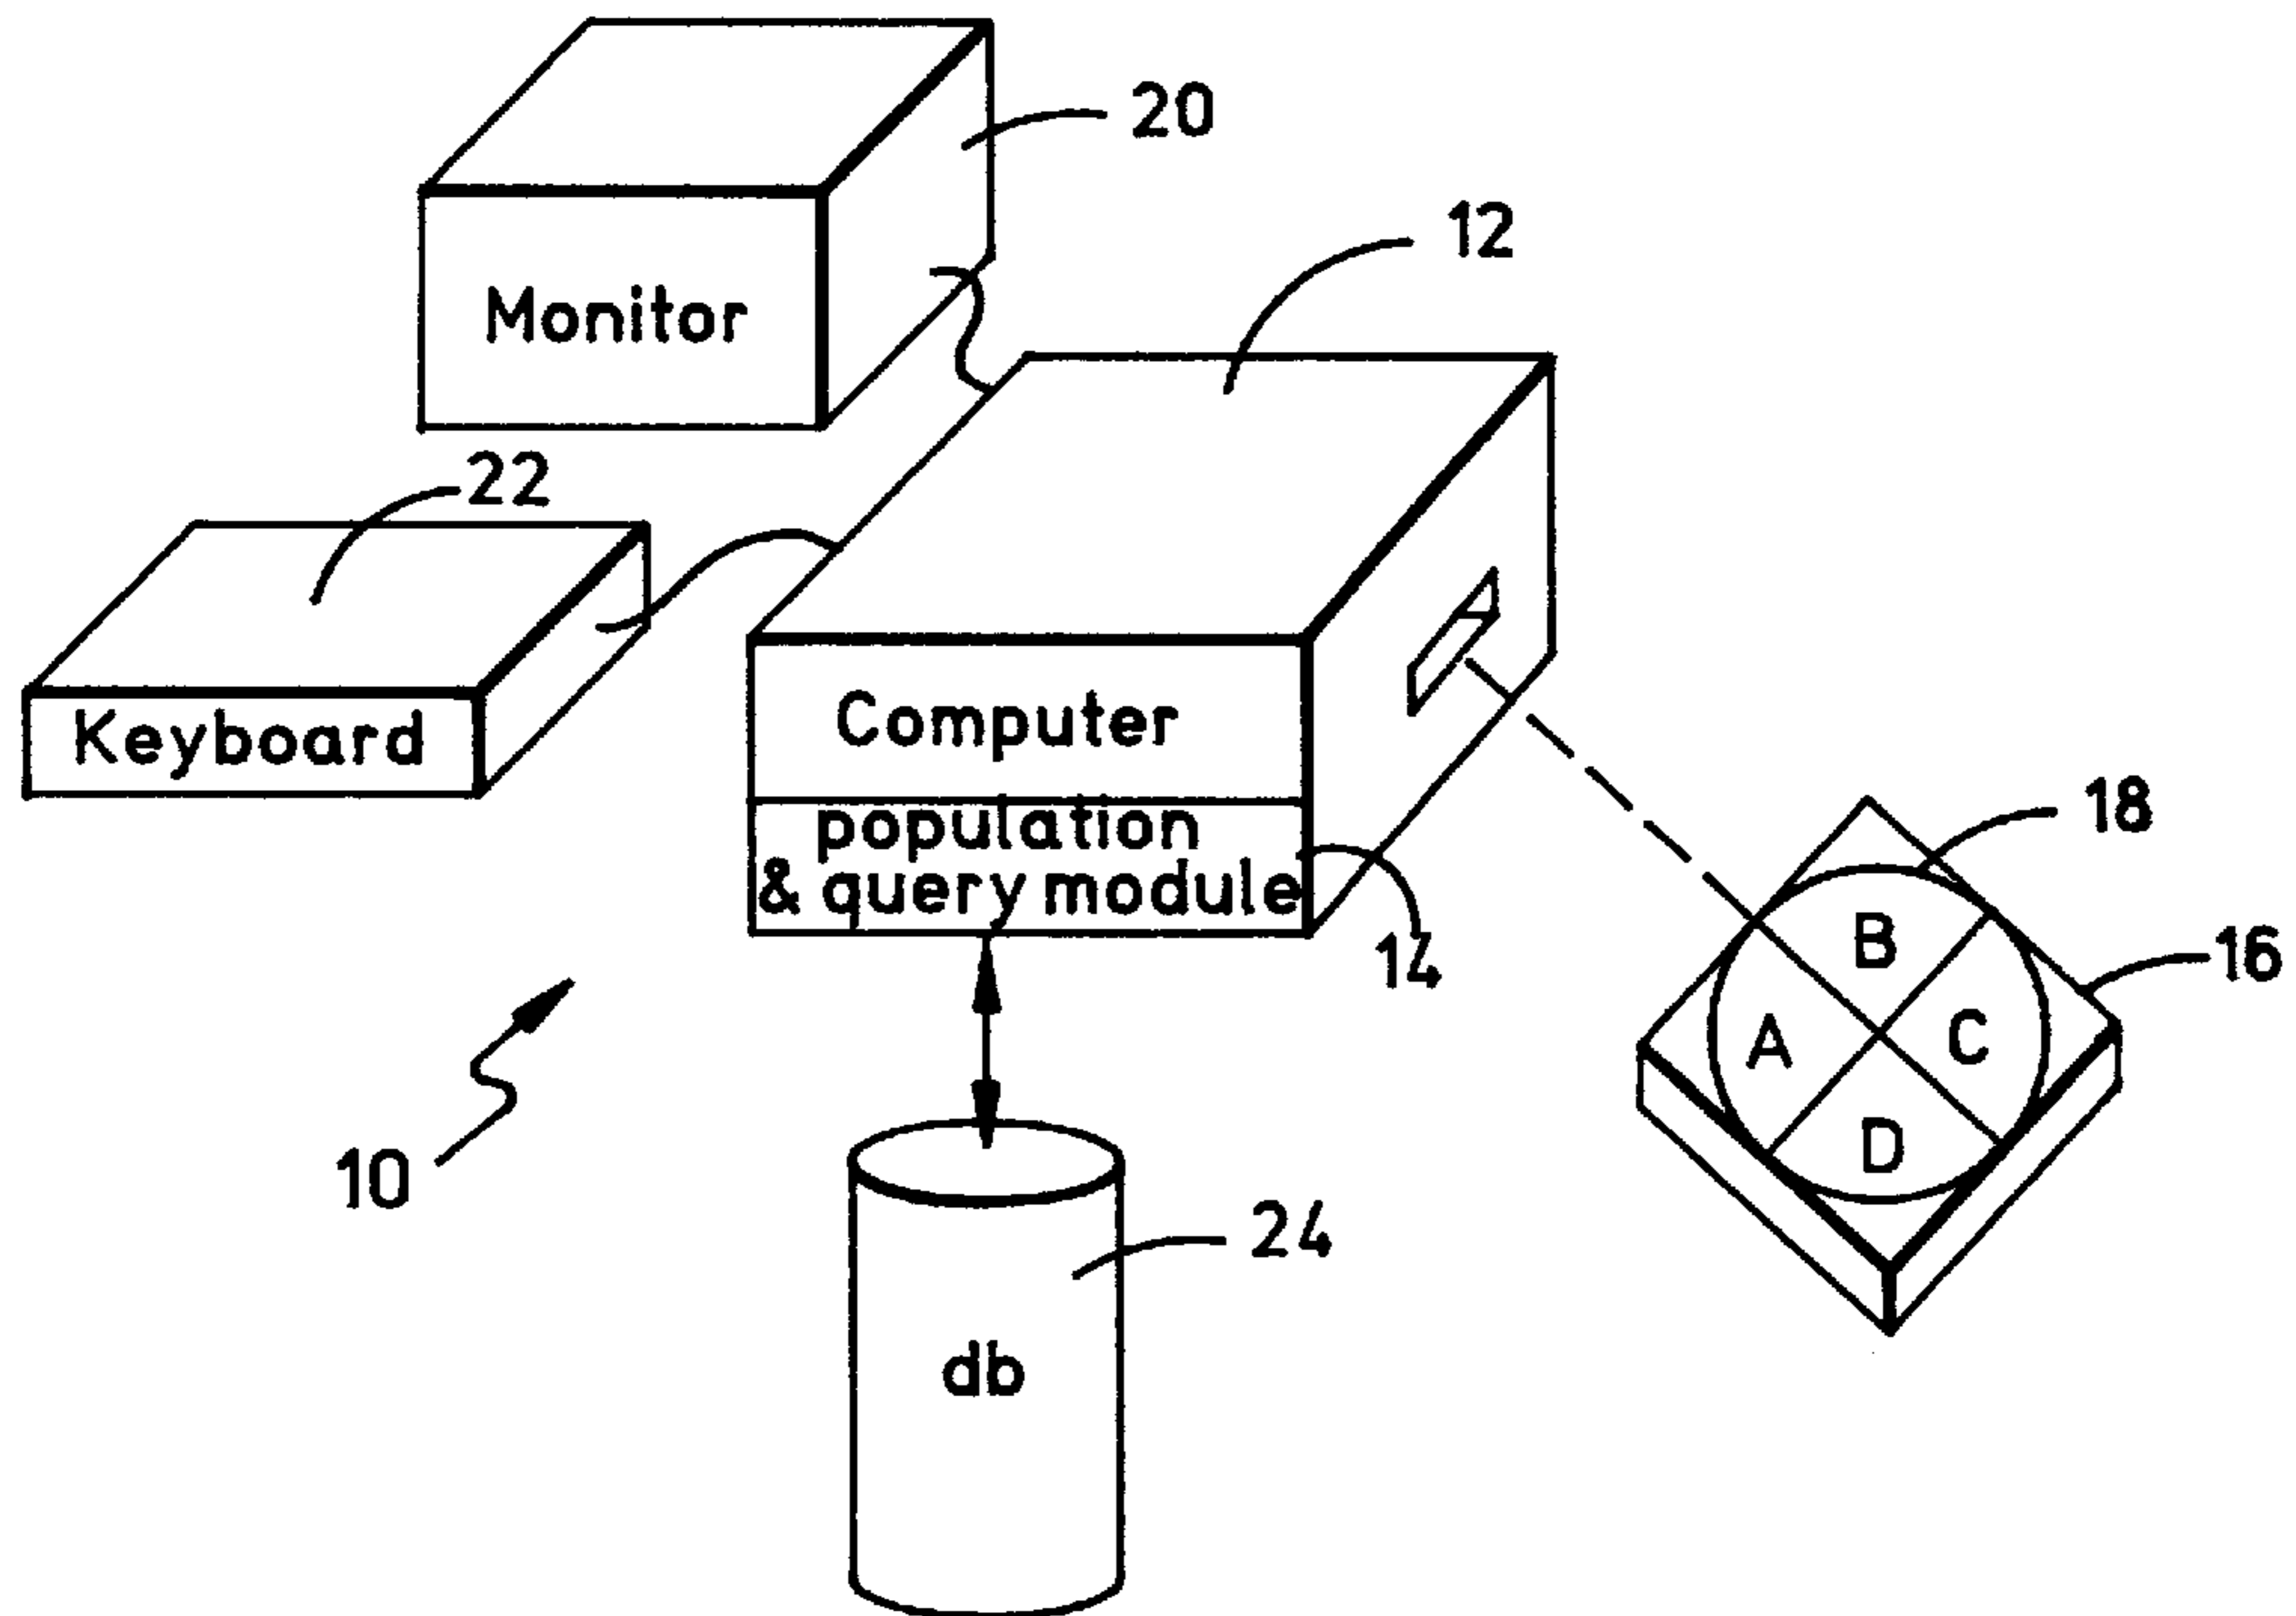 20
12
Monitor
22
Keyboard
Computer
population
& query module
14
18
16
B
A
C
D
10
24
db